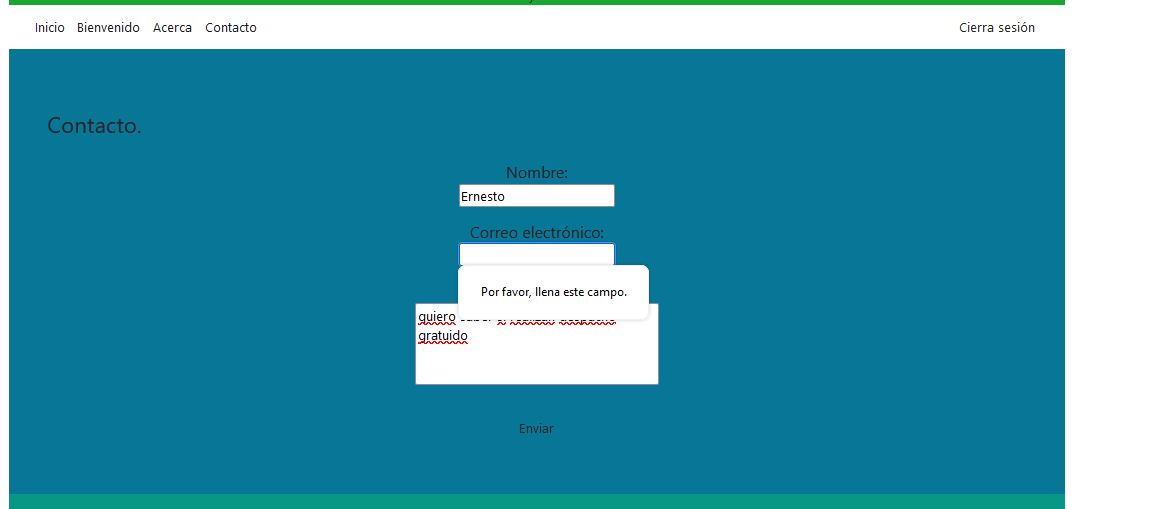 Inicio Bienvenido Acerca Contacto Cierra sesión
Contacto.
Nombre:
Ernesto
Correo electrónico:
Por favor, llena este campo.
quiero
gratuido
Enviar